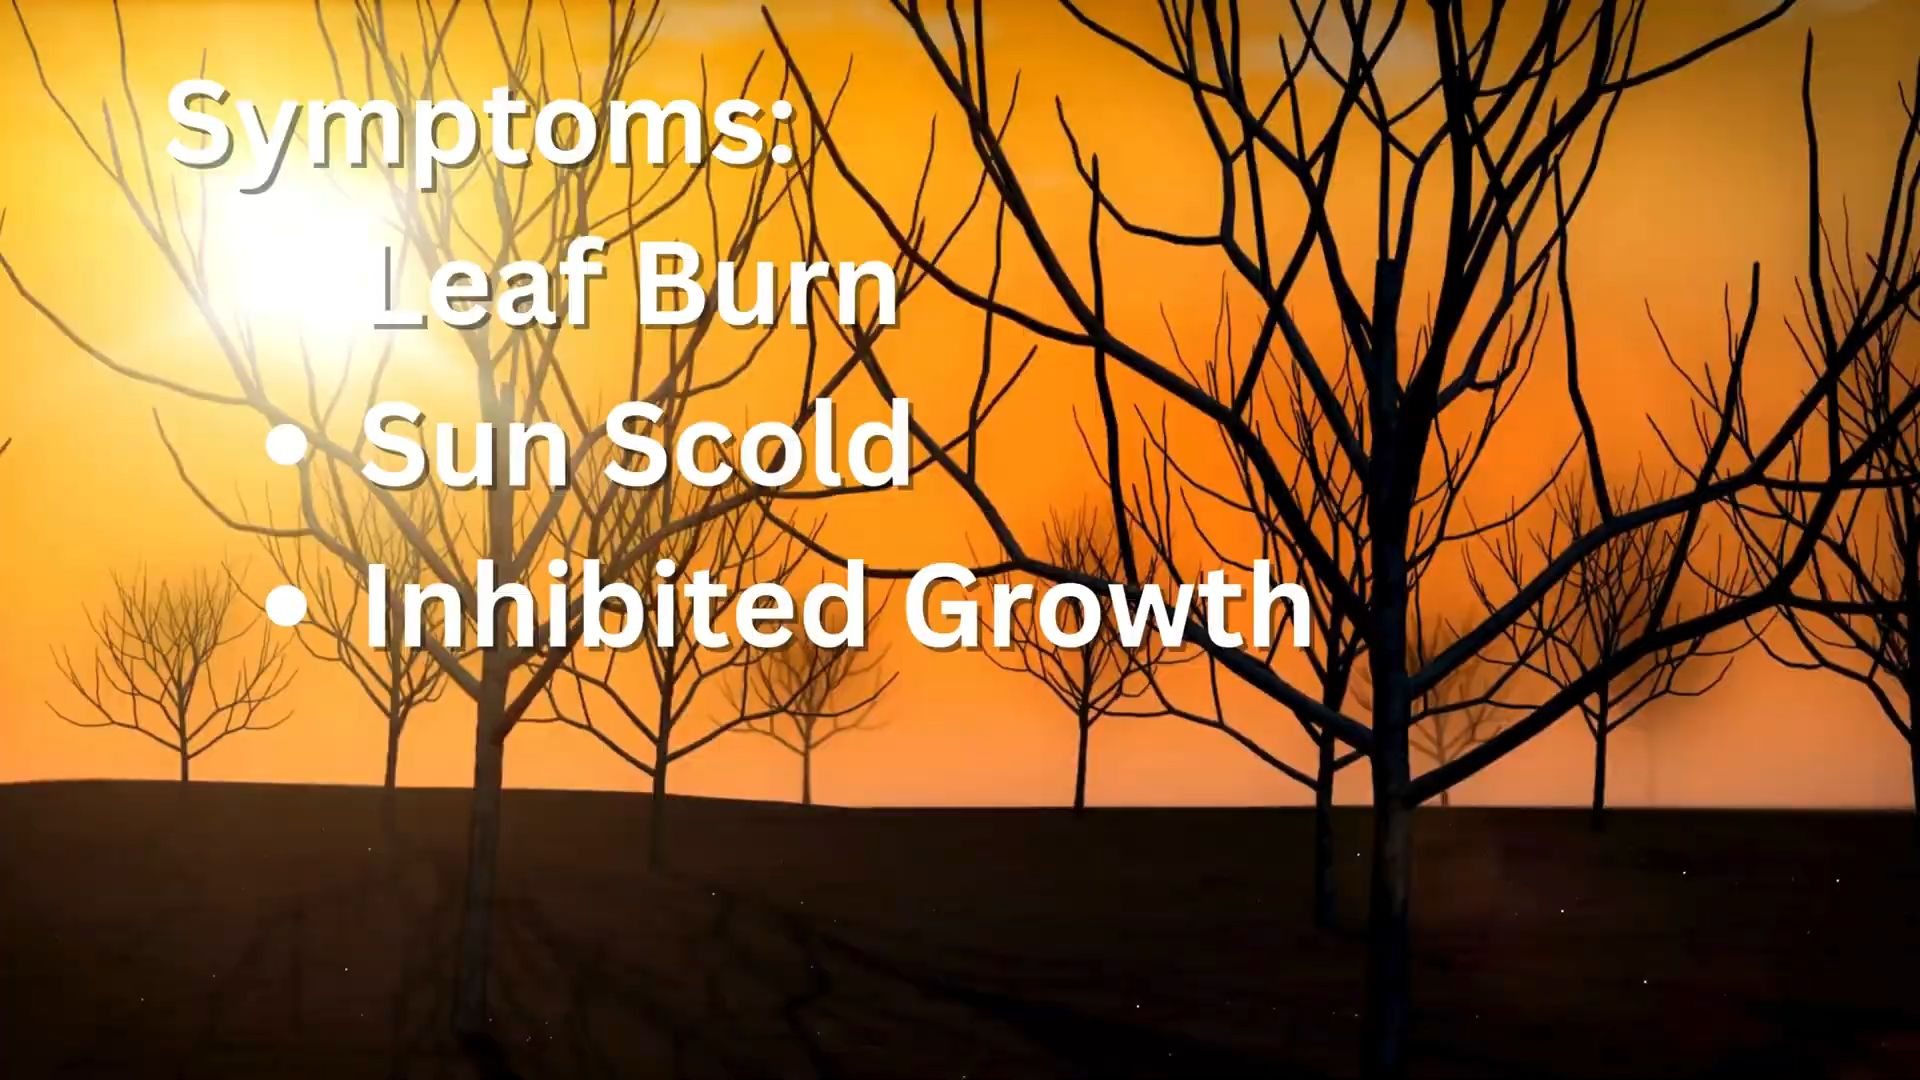 Symptoms:
Leaf Burn
• Sun Scold
• Inhibited Growth